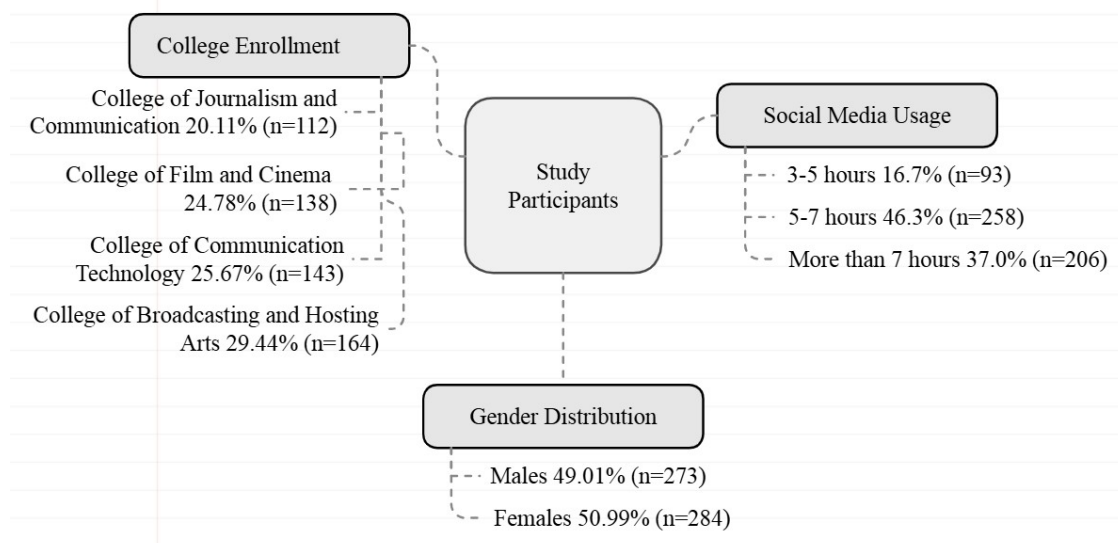 College Enrollment
College of Journalism and
Communication 20.11% (n=112)
College of Film and Cinema
24.78% (n=138)
College of Communication
Technology 25.67% (n=143)
College of Broadcasting and Hosting
Arts 29.44% (n=164)
Study
Participants
Social Media Usage
3-5 hours 16.7% (n=93)
5-7 hours 46.3% (n=258)
More than 7 hours 37.0% (n=206)
Gender Distribution
Males 49.01% (n=273)
Females 50.99% (n=284)